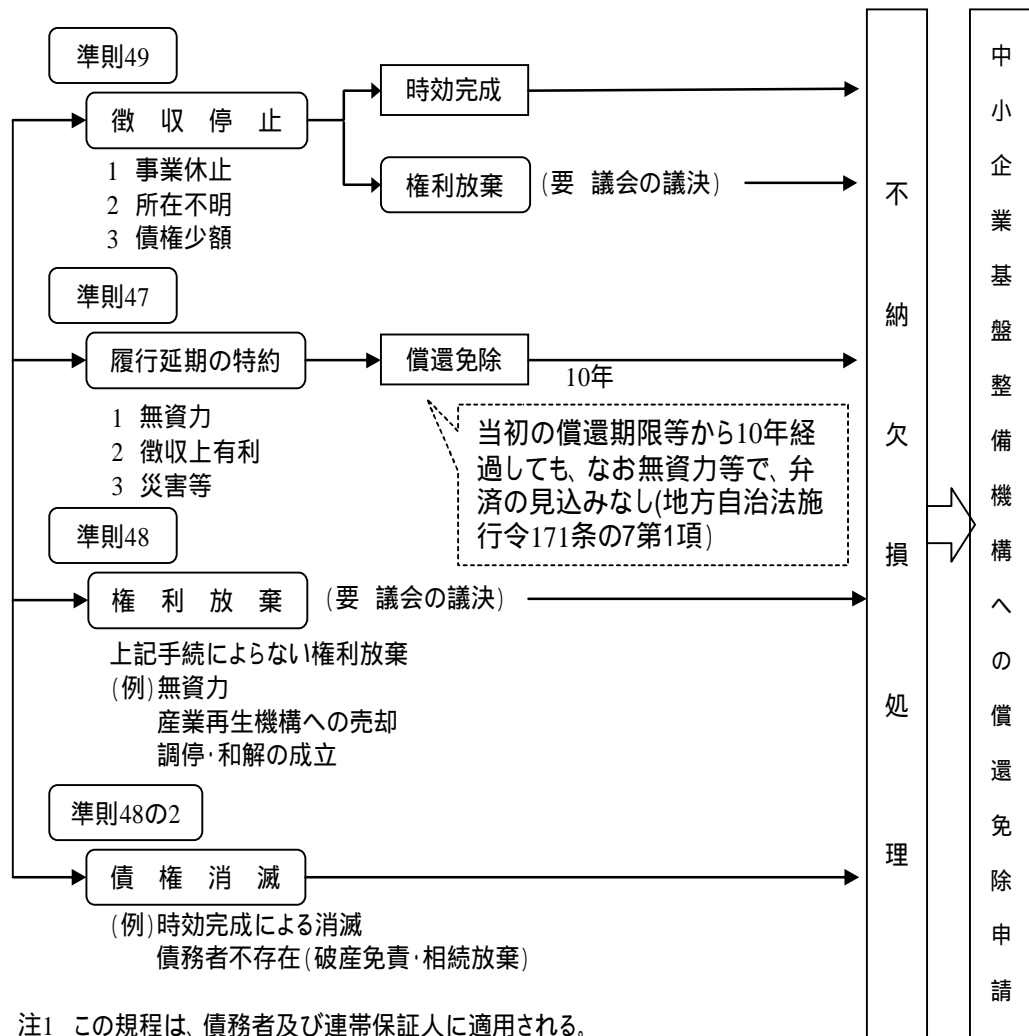 準則49
徴収停止
1 事業休止
2 所在不明
3 債権少額
時効完成
権利放棄
(要 議会の議決)
準則47
履行延期の特約
1 無資力
2 徴収上有利
3 災害等
償還免除
10年
当初の償還期限等から10年経
過しても、なお無資力等で、弁
済の見込みなし(地方自治法施
行令171条の7第1項)
準則48
権利放棄
(要 議会の議決)
上記手続によらない権利放棄
(例)無資力
産業再生機構への売却
調停・和解の成立
準則48の2
債権消滅
(例)時効完成による消滅
債務者不存在(破産免責・相続放棄)
不納欠損処理
中小企業基盤整備機構への償還免除申請
注1 この規程は、債務者及び連帯保証人に適用される。